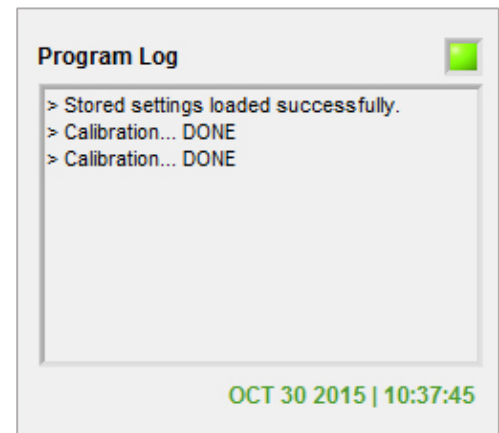 Program Log
> Stored settings loaded successfully.
> Calibration... DONE
> Calibration... DONE
OCT 30 2015 | 10:37:45